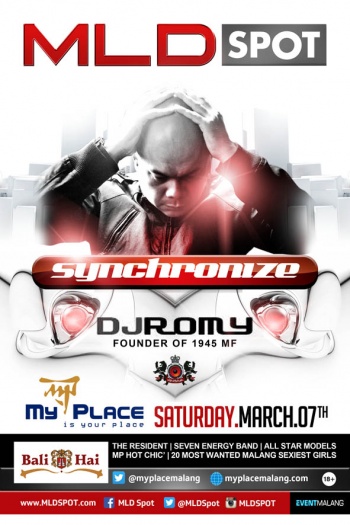 MLD SPOT
synchronize
DJROMY
FOUNDER OF 1945 MF
mp
My PLACE
is your place
SATURDAY.MARCH.07TH
Bali Hai
THE RESIDENT | SEVEN ENERGY BAND | ALL STAR MODELS
MP HOT CHIC' | 20 MOST WANTED MALANG SEXIEST GIRLS
@myplacemalang myplacemalang.com 18+
www.MLDSPOT.com MLD Spot @MLDSpot MLDSPOT EVENTMALANG